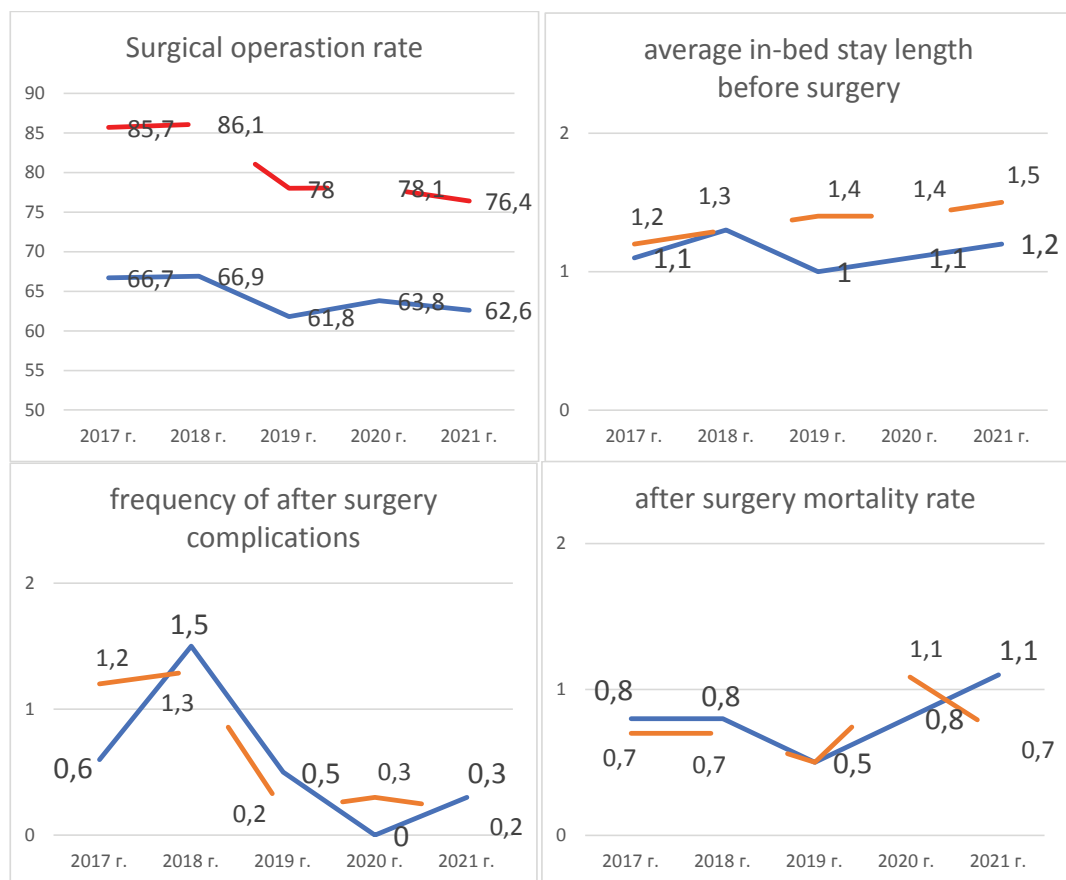 Surgical operastion rate
90
85
80
75
70
65
60
55
50
85,7
86,1
78
78,1
76,4
66,7
66,9
61,8
63,8
62,6
2017 г.
2018 г.
2019 г.
2020 г.
2021 г.
average in-bed stay length
before surgery
2
1
0
1,2
1,3
1,4
1,4
1,5
1,1
1
1,1
1,2
2017 г.
2018 г.
2019 г.
2020 г.
2021 г.
frequency of after surgery
complications
2
1
0
1,2
1,5
1,3
0,6
0,2
0,5
0,3
0
0,3
0,2
2017 г.
2018 г.
2019 г.
2020 г.
2021 г.
after surgery mortality rate
2
1
0
0,8
0,8
0,7
0,7
0,5
1,1
0,8
1,1
0,7
2017 г.
2018 г.
2019 г.
2020 г.
2021 г.